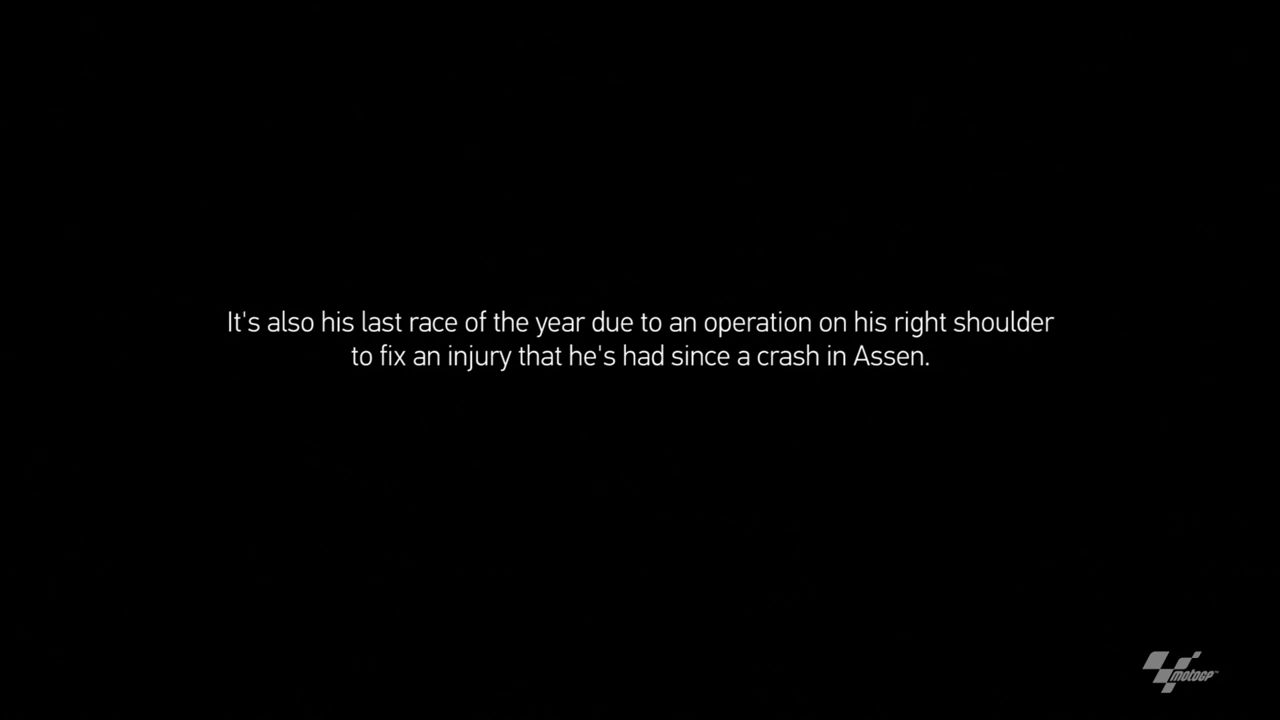 It's also his last race of the year due to an operation on his right shoulder
to fix an injury that he's had since a crash in Assen.
motoGP™